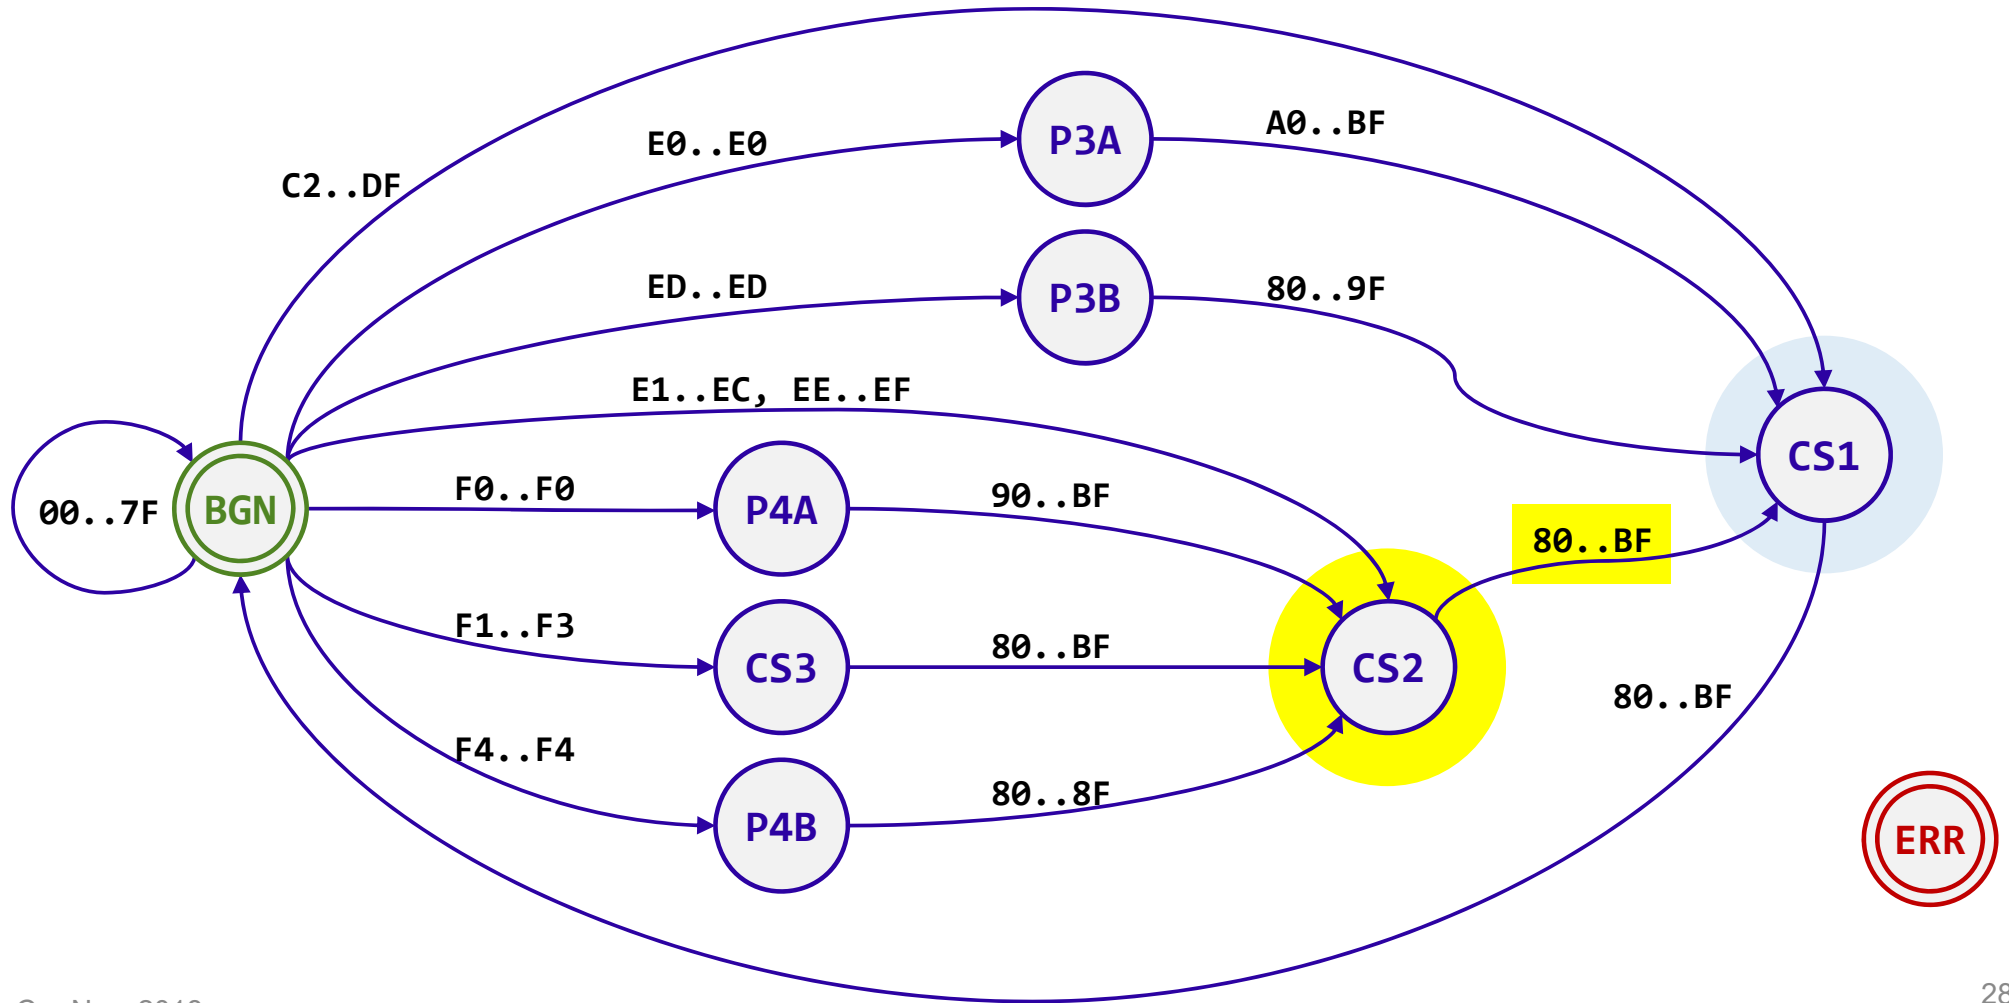 P3A
A0..BF
E0..E0
C2..DF
ED..ED
P3B
80..9F
E1..EC, EE..EF
CS1
F0..F0
P4A
90..BF
00..7F
BGN
80..BF
F1..F3
CS3
80..BF
CS2
80..BF
F4..F4
P4B
80..8F
ERR
28